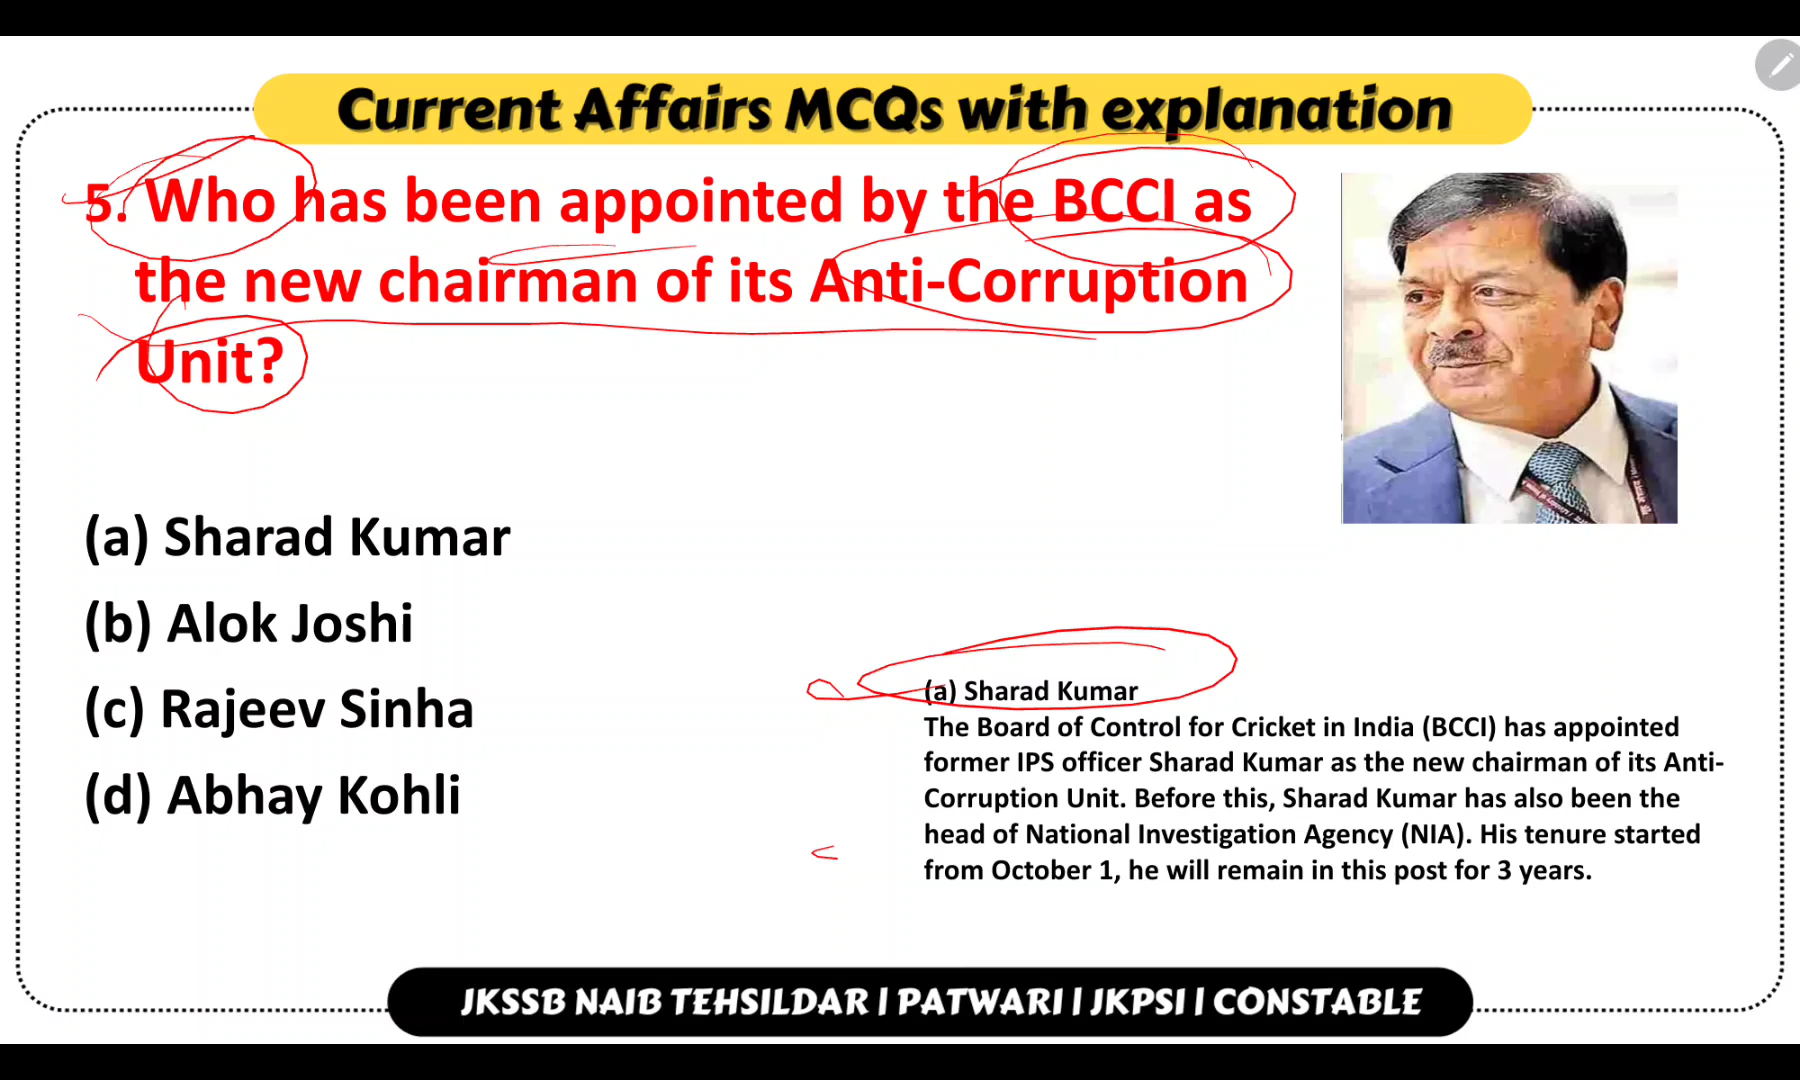 Current Affairs MCQs with explanation
5. Who has been appointed by the BCCI as
the new chairman of its Anti-Corruption
Unit?
(a) Sharad Kumar
(b) Alok Joshi
(c) Rajeev Sinha
(d) Abhay Kohli
(a) Sharad Kumar
The Board of Control for Cricket in India (BCCI) has appointed
former IPS officer Sharad Kumar as the new chairman of its Anti-
Corruption Unit. Before this, Sharad Kumar has also been the
head of National Investigation Agency (NIA). His tenure started
from October 1, he will remain in this post for 3 years.
JKSSB NAIB TEHSILDAR | PATWARI | JKPSI | CONSTABLE